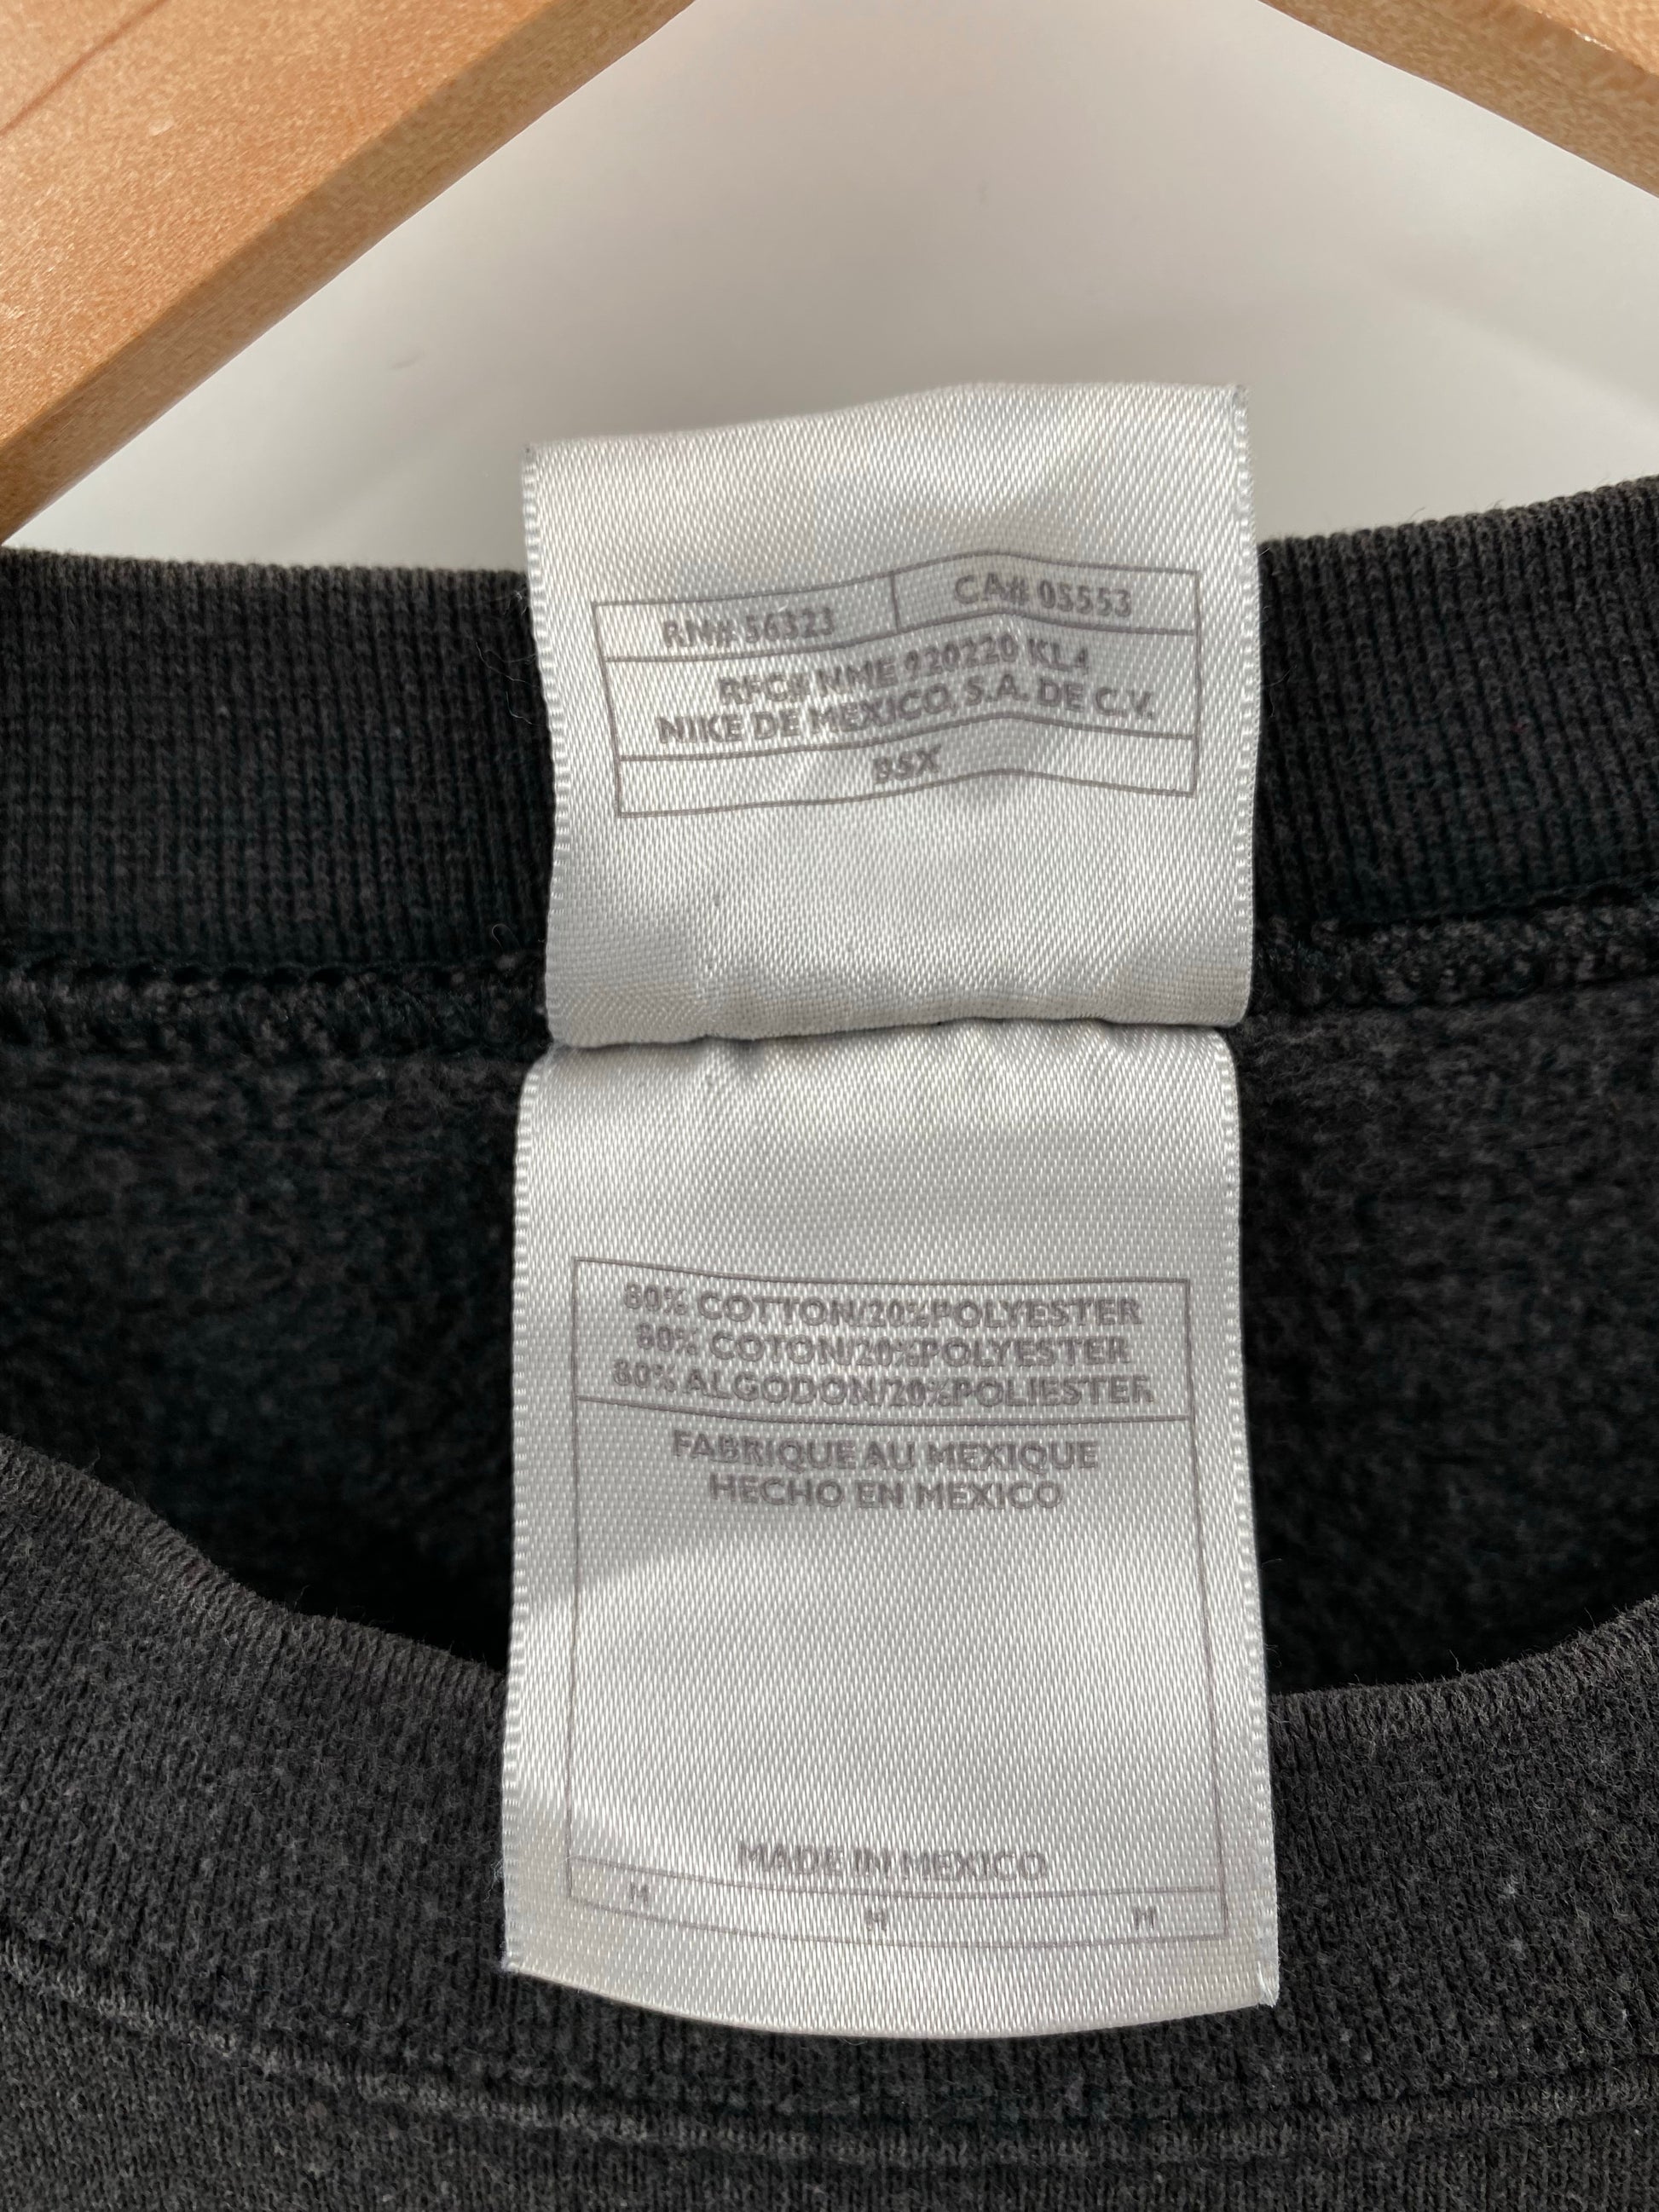 RN# 56323 CA# 05553
RFC# NME 920220 KL4
NIKE DE MEXICO, S.A. DE C.V.
BSX
80% COTTON/20%POLYESTER
80% COTON/20%POLYESTER
80% ALGODON/20%POLIESTER
FABRIQUE AU MEXIQUE
HECHO EN MEXICO
MADE IN MEXICO
M M M